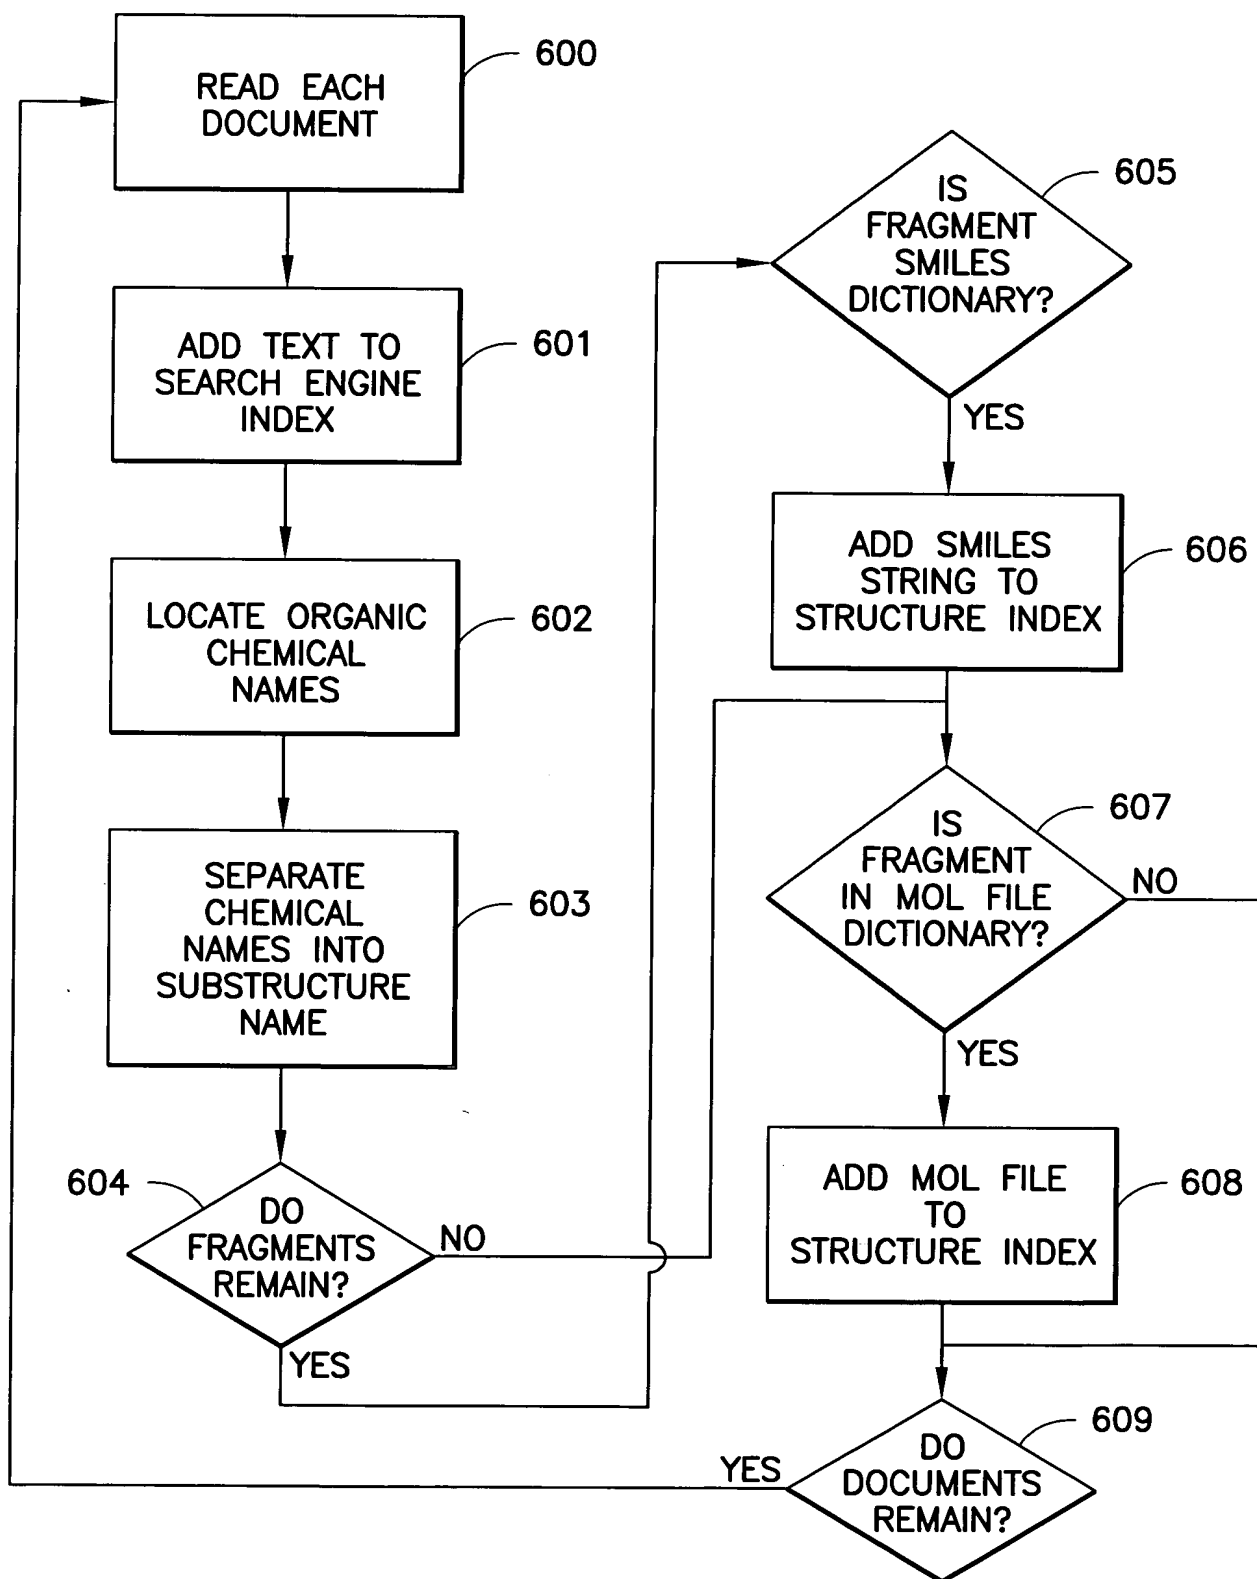 READ EACH
DOCUMENT
600
ADD TEXT TO
SEARCH ENGINE
INDEX
601
LOCATE ORGANIC
CHEMICAL
NAMES
602
SEPARATE
CHEMICAL
NAMES INTO
SUBSTRUCTURE
NAME
603
604
DO
FRAGMENTS
REMAIN?
NO
YES
IS
FRAGMENT
SMILES
DICTIONARY?
605
YES
ADD SMILES
STRING TO
STRUCTURE INDEX
606
IS
FRAGMENT
IN MOL FILE
DICTIONARY?
607
NO
YES
ADD MOL FILE
TO
STRUCTURE INDEX
608
DO
DOCUMENTS
REMAIN?
609
YES